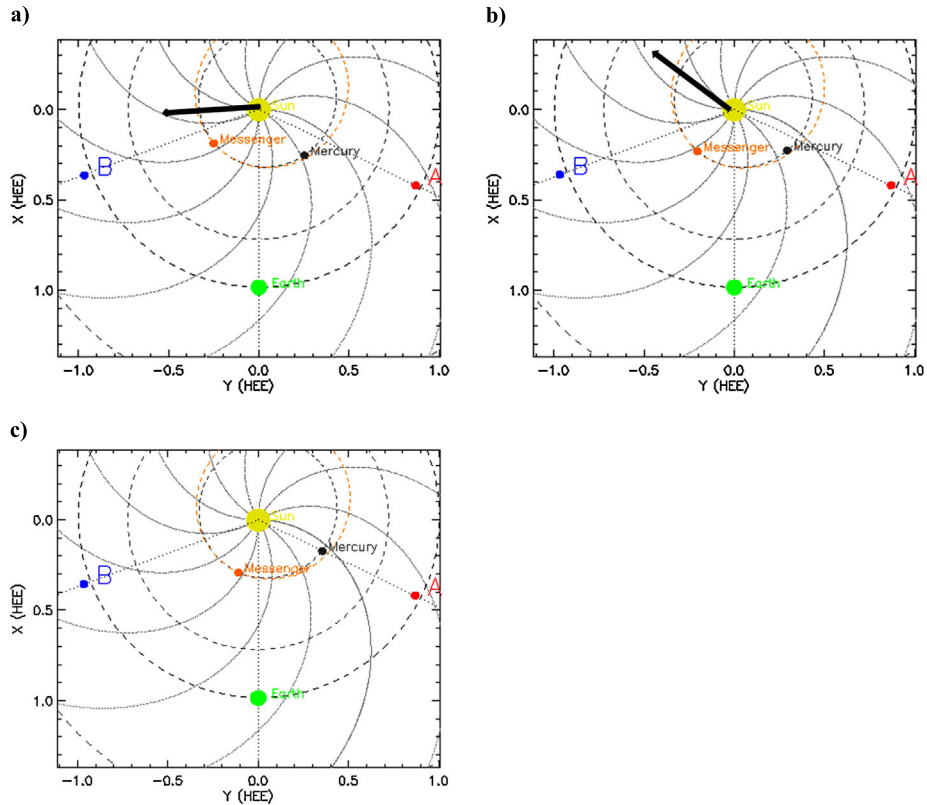 a)
0.0
0.5
1.0
X (HEE)
Sun
Messenger
Mercury
B
A
Earth
-1.0
-0.5
0.0
0.5
1.0
Y (HEE)
b)
0.0
0.5
1.0
X (HEE)
Sun
Messenger
Mercury
B
A
Earth
-1.0
-0.5
0.0
0.5
1.0
Y (HEE)
c)
0.0
0.5
1.0
X (HEE)
Sun
Mercury
Messenger
B
A
Earth
-1.0
-0.5
0.0
0.5
1.0
Y (HEE)